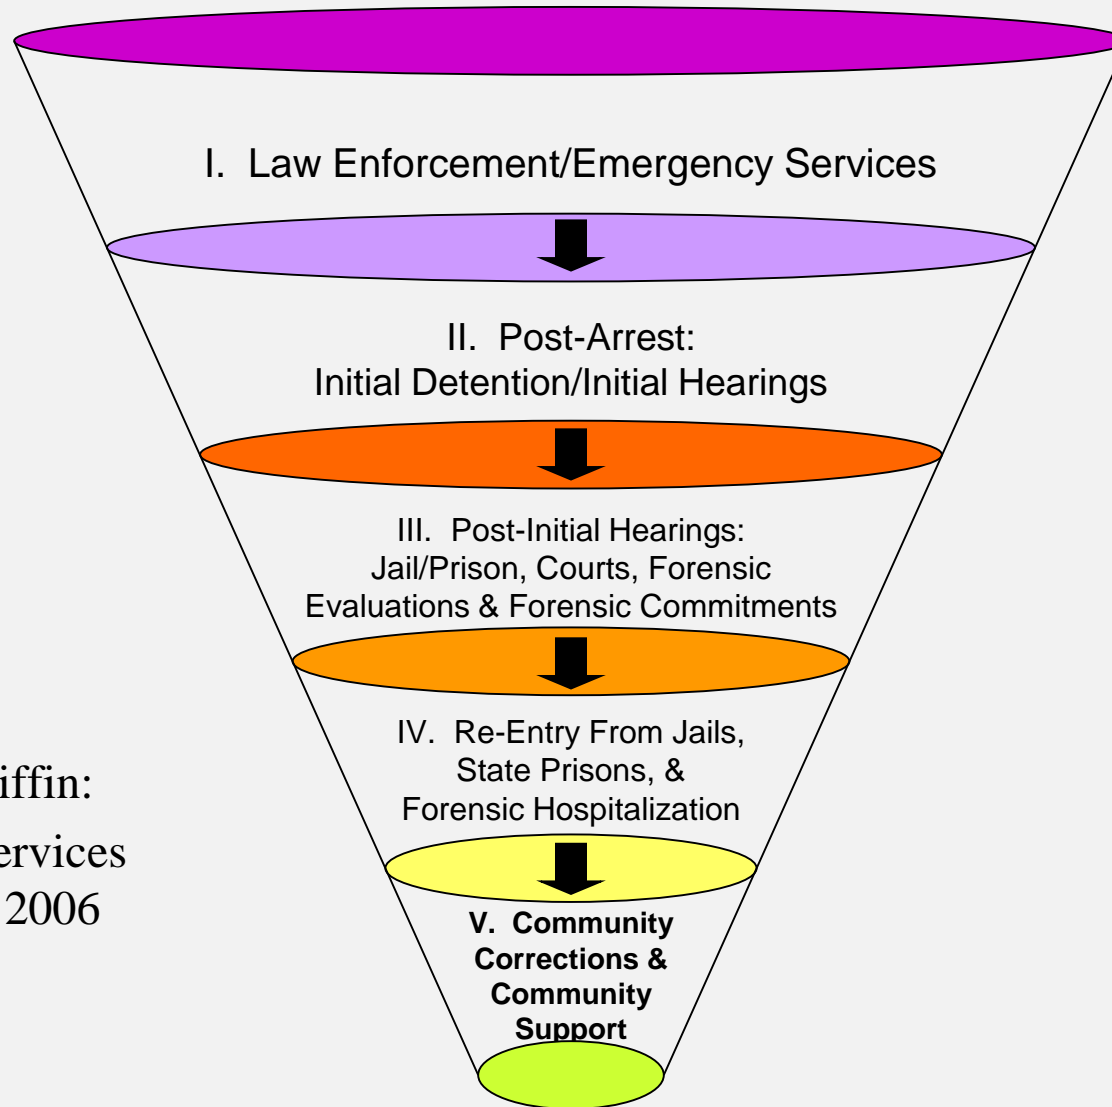 I. Law Enforcement/Emergency Services
II. Post-Arrest:
Initial Detention/Initial Hearings
III. Post-Initial Hearings:
Jail/Prison, Courts, Forensic
Evaluations & Forensic Commitments
IV. Re-Entry From Jails,
State Prisons, &
Forensic Hospitalization
V. Community
Corrections &
Community
Support
iffin:
ervices
2006